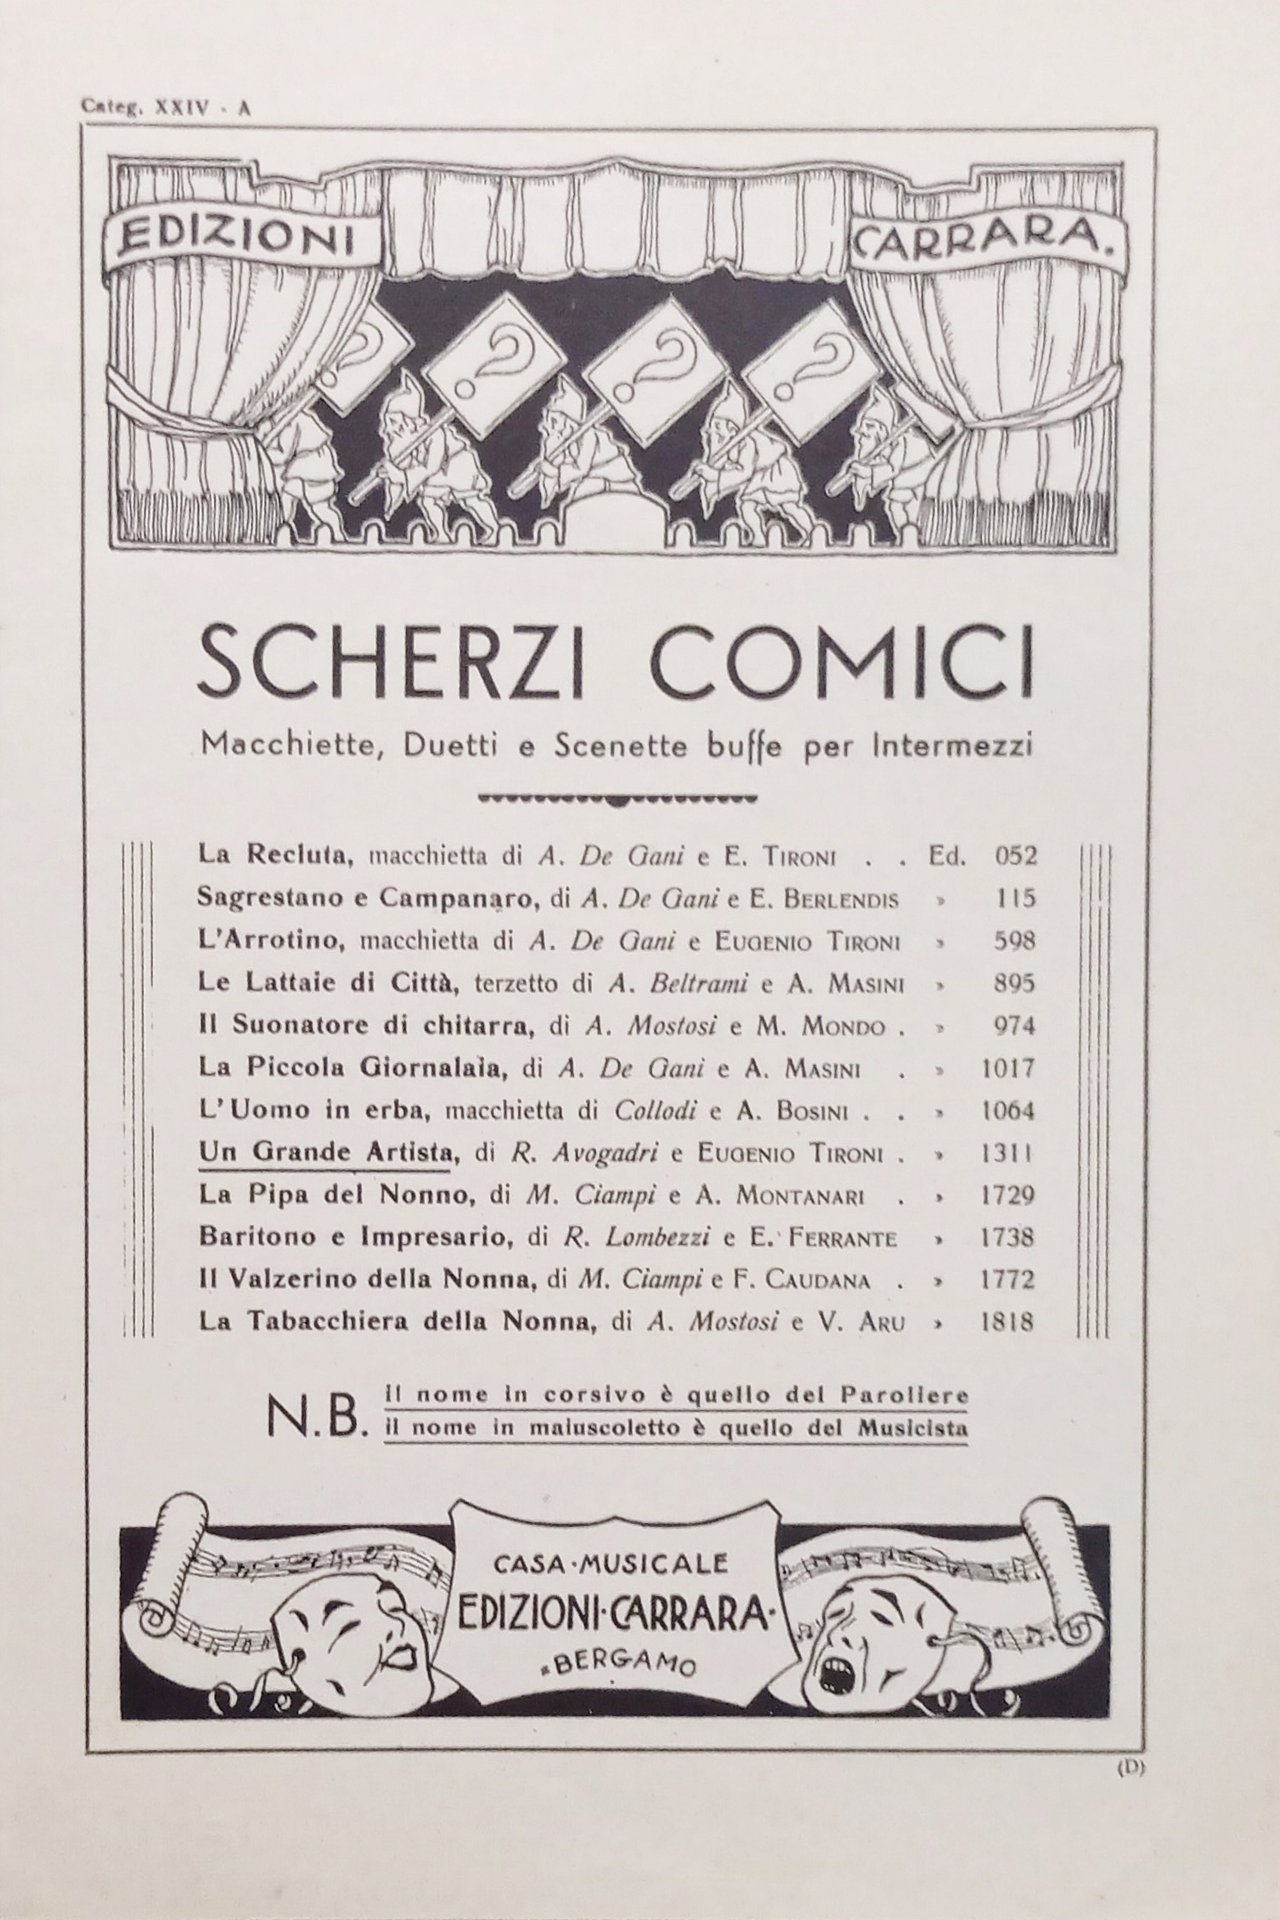 Categ. XXIV - A
EDIZIONI CARRARA.
? ? ? ?
SCHERZI COMICI
Macchiette, Duetti e Scenette buffe per Intermezzi
La Recluta, macchietta di A. De Gani e E. TIRONI . . Ed. 052
Sagrestano e Campanaro, di A. De Gani e E. BERLENDIS » 115
L'Arrotino, macchietta di A. De Gani e EUGENIO TIRONI » 598
Le Lattaie di Città, terzetto di A. Beltrami e A. MASINI » 895
Il Suonatore di chitarra, di A. Mostosi e M. MONDO . » 974
La Piccola Giornalaia, di A. De Gani e A. MASINI . » 1017
L'Uomo in erba, macchietta di Collodi e A. BOSINI . . » 1064
Un Grande Artista, di R. Avogadri e EUGENIO TIRONI . » 1311
La Pipa del Nonno, di M. Ciampi e A. MONTANARI . » 1729
Baritono e Impresario, di R. Lombezzi e E. FERRANTE » 1738
Il Valzerino della Nonna, di M. Ciampi e F. CAUDANA . » 1772
La Tabacchiera della Nonna, di A. Mostosi e V. ARU » 1818
N.B. il nome in corsivo è quello del Paroliere
il nome in maiuscoletto è quello del Musicista
CASA·MUSICALE
EDIZIONI·CARRARA·
BERGAMO
(D)